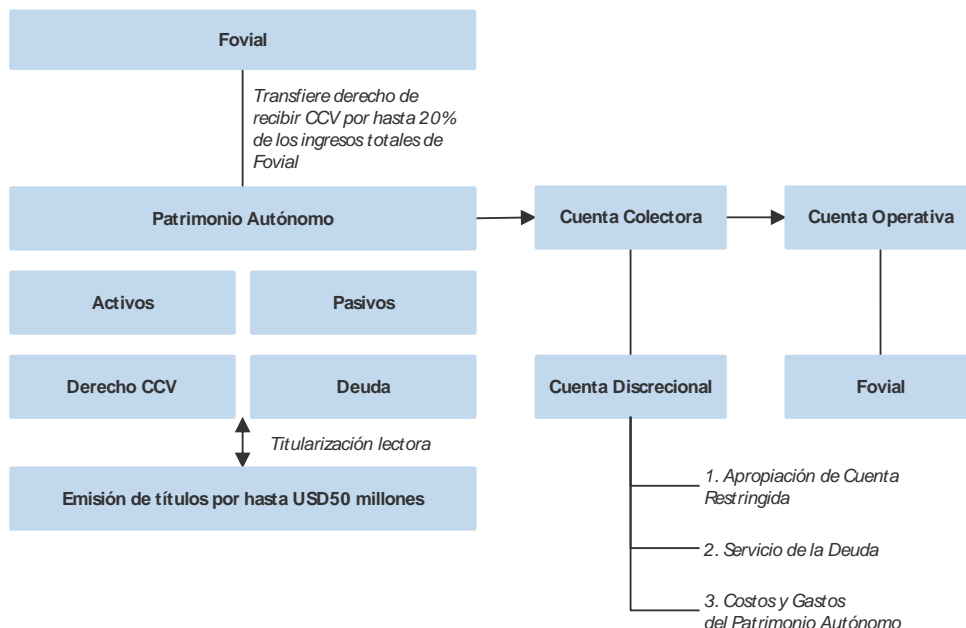 Fovial
Transfiere derecho de
recibir CCV por hasta 20%
de los ingresos totales de
Fovial
Patrimonio Autónomo
Cuenta Colectora
Cuenta Operativa
Activos
Pasivos
Derecho CCV
Deuda
Cuenta Discrecional
Fovial
Titularización lectora
Emisión de títulos por hasta USD50 millones
1. Apropiación de Cuenta
Restringida
2. Servicio de la Deuda
3. Costos y Gastos
del Patrimonio Autónomo